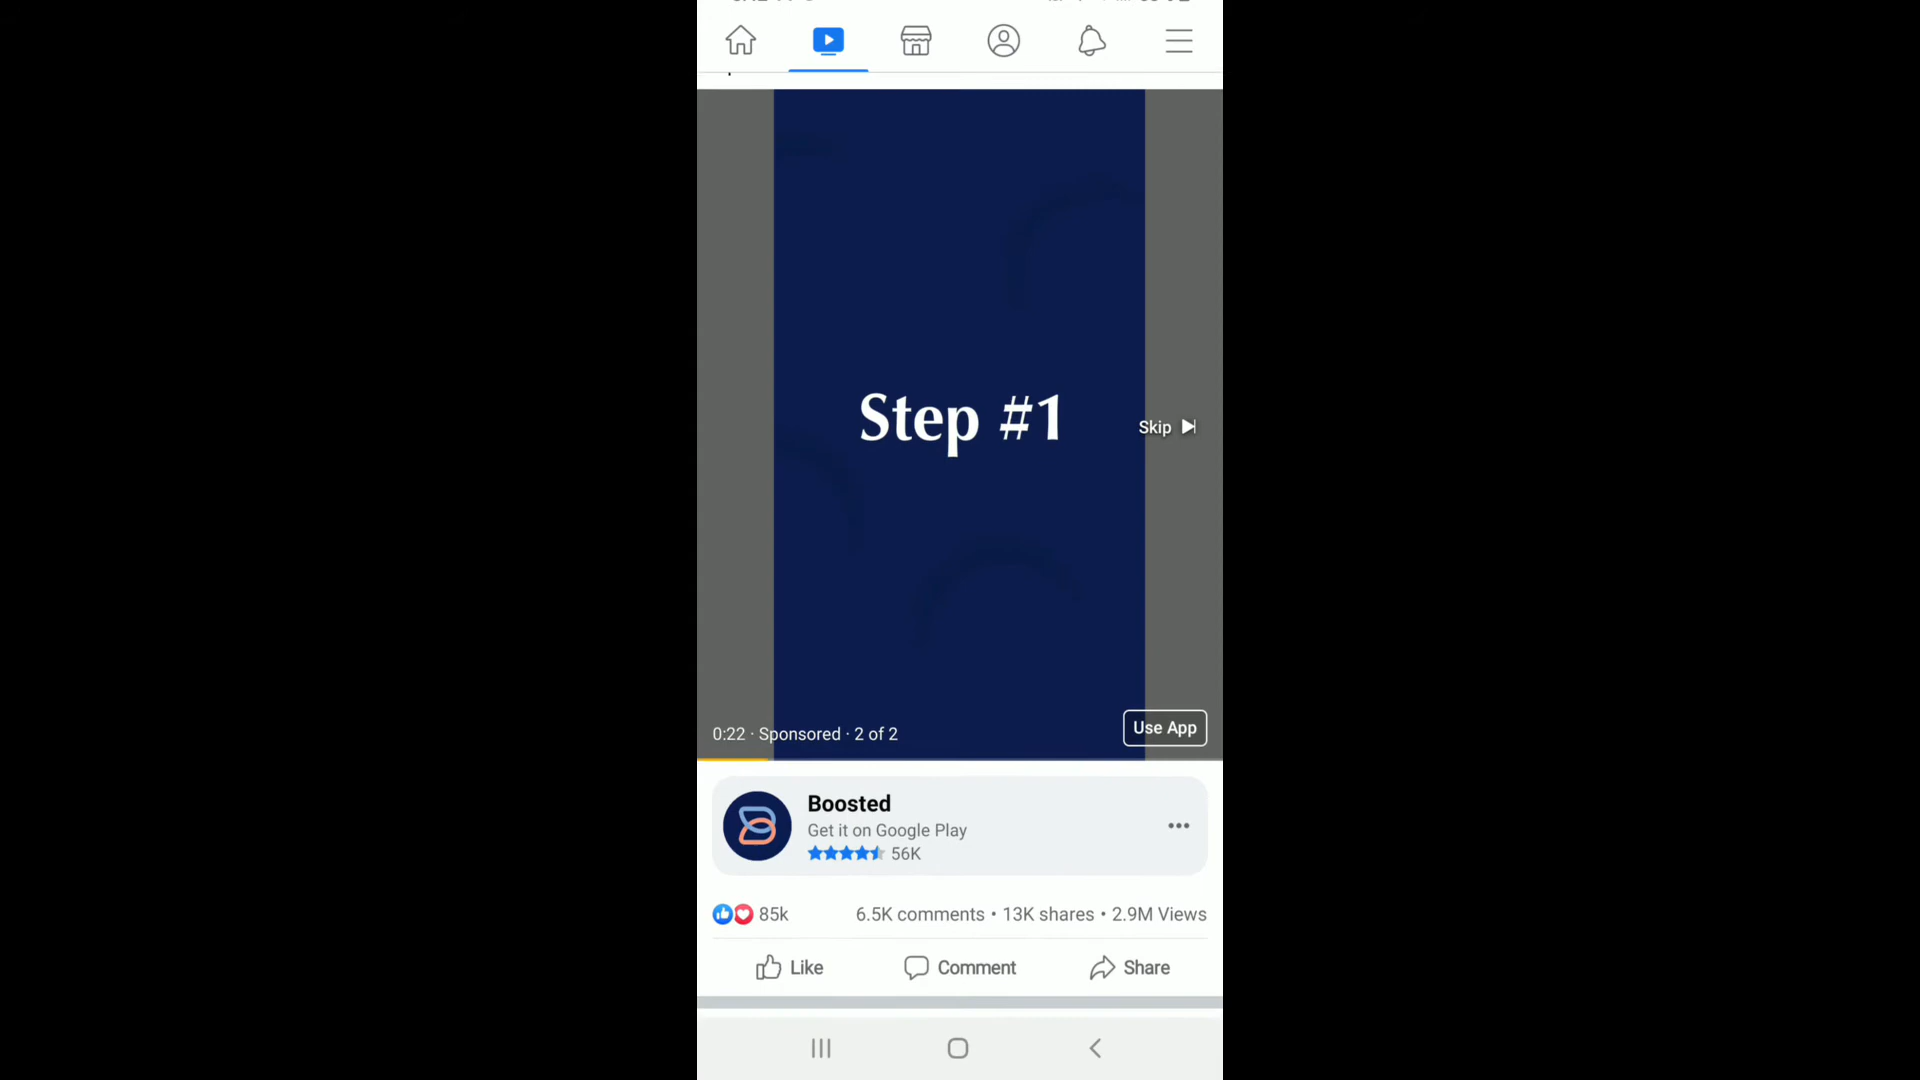 Step #1
Skip
0:22 · Sponsored · 2 of 2
Use App
Boosted
Get it on Google Play
56K
85k
6.5K comments • 13K shares • 2.9M Views
Like
Comment
Share